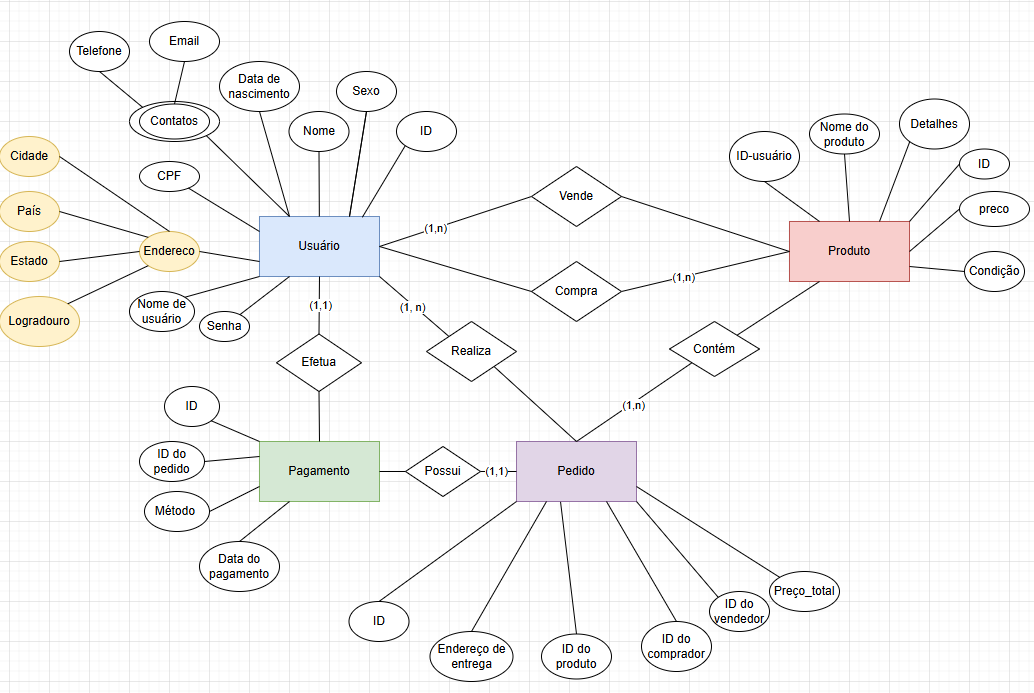 Email
Telefone
Data de
nascimento
Sexo
Contatos
Nome
ID
Nome do
produto
Detalhes
ID-usuário
ID
Cidade
CPF
Vende
preco
País
(1,n)
Usuário
Produto
Endereco
Estado
Condição
(1,n)
Compra
Nome de
usuário
(1,1)
(1, n)
Logradouro
Senha
Efetua
Realiza
Contém
ID
(1,n)
ID do
pedido
Pagamento
Possui
(1,1)
Pedido
Método
Data do
pagamento
Preço_total
ID do
vendedor
ID
Endereço de
entrega
ID do
produto
ID do
comprador